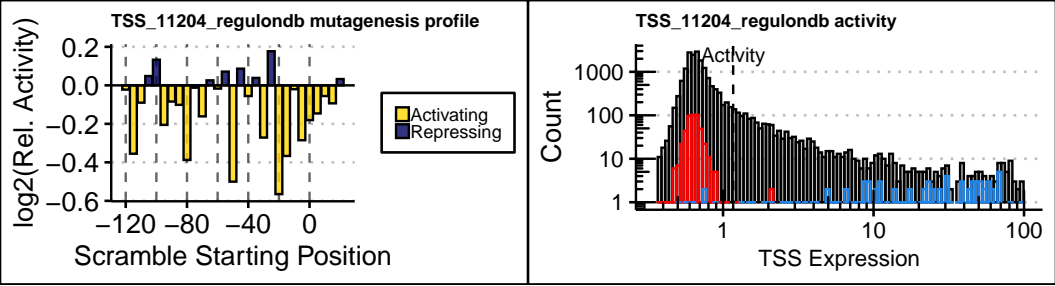 TSS_11204_regulondb mutagenesis profile
log2(Rel. Activity)
0.2
0.0
−0.2
−0.4
−0.6
−120
−80
−40
0
Scramble Starting Position
Activating
Repressing
TSS_11204_regulondb activity
Activity
Count
1000
100
10
1
1
10
100
TSS Expression